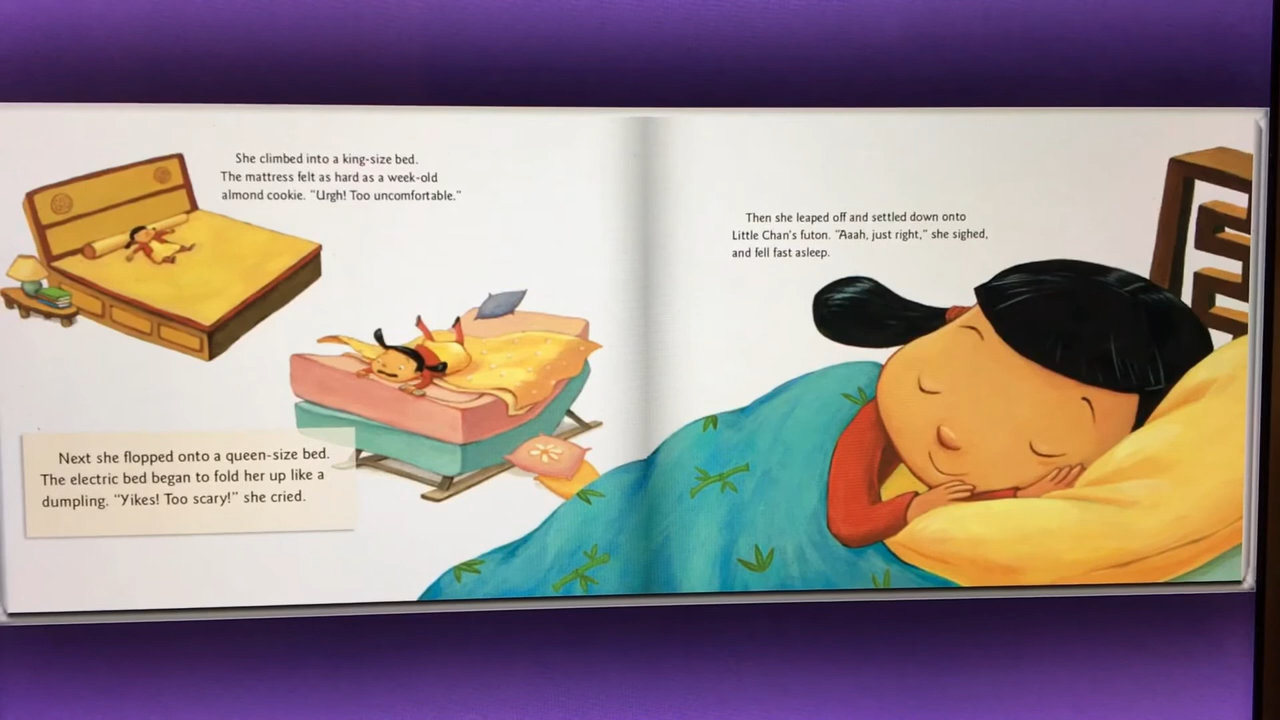 She climbed into a king-size bed.
The mattress felt as hard as a week-old
almond cookie. “Urgh! Too uncomfortable.”
Next she flopped onto a queen-size bed.
The electric bed began to fold her up like a
dumpling. “Yikes! Too scary!” she cried.
Then she leaped off and settled down onto
Little Chan’s futon. “Aaah, just right,” she sighed,
and fell fast asleep.